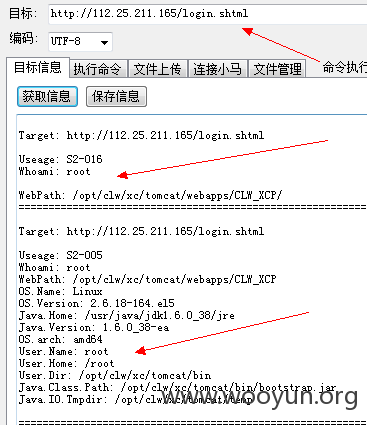 目标: http://112.25.211.165/login.shtml
编码: UTF-8
目标信息 执行命令 文件上传 连接小马 文件管理 命令执行
获取信息 保存信息
Target: http://112.25.211.165/login.shtml
Useage: S2-016
Whoami: root
WebPath: /opt/clw/xc/tomcat/webapps/CLW_XCP/
================================================
Target: http://112.25.211.165/login.shtml
Useage: S2-005
Whoami: root
WebPath: /opt/clw/xc/tomcat/webapps/CLW_XCP
OS.Name: Linux
OS.Version: 2.6.18-164.el5
Java.Home: /usr/java/jdk1.6.0_38/jre
Java.Version: 1.6.0_38-ea
OS.arch: amd64
User.Name: root
User.Home: /root
User.Dir: /opt/clw/xc/tomcat/bin
Java.Class.Path: /opt/clw/xc/tomcat/bin/bootstrap.jar
Java.IO.Tmpdir: /opt/clw/xc/tomcat/temp
www.wooyun.org
================================================